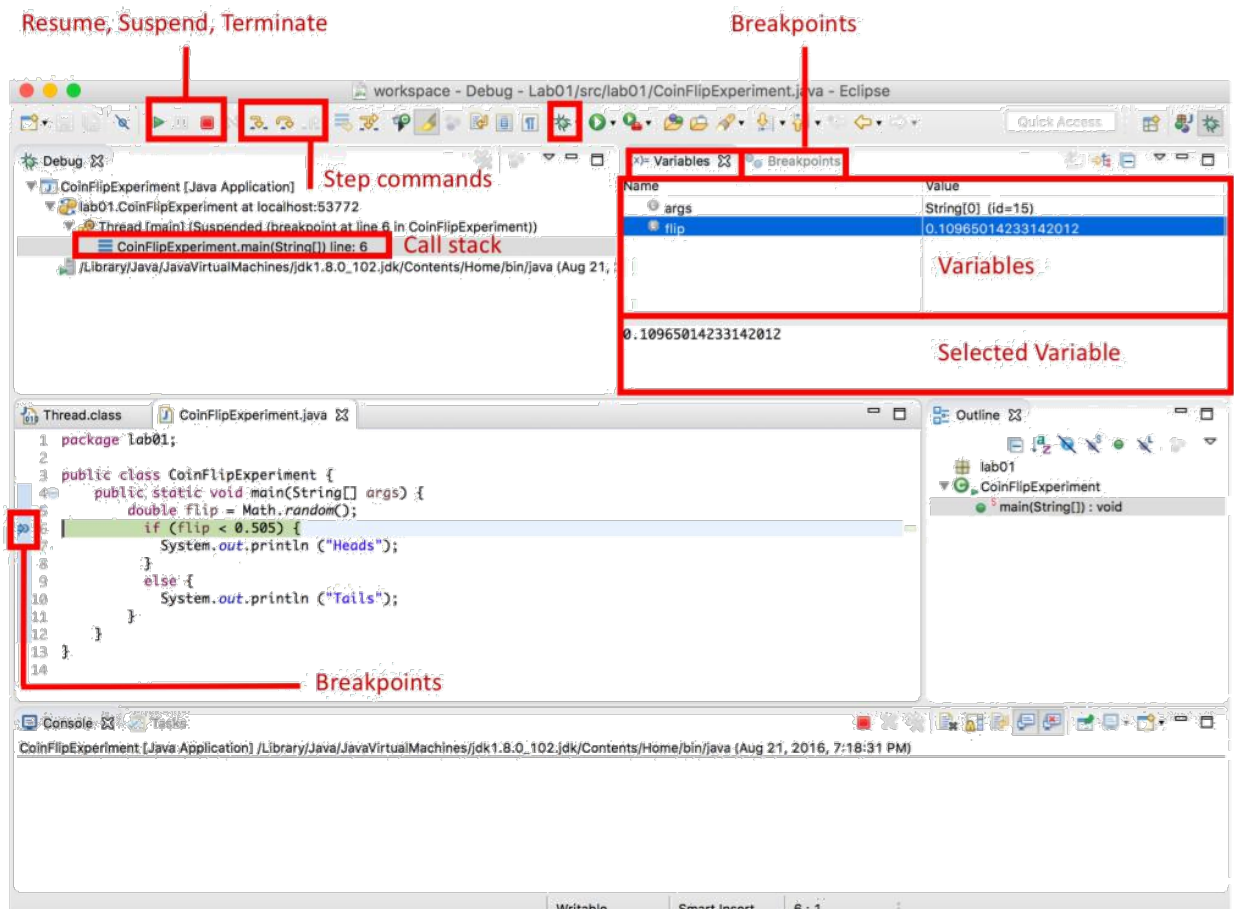 Resume, Suspend, Terminate
Breakpoints
workspace - Debug - Lab01/src/lab01/CoinFlipExperiment.java - Eclipse
Quick Access
Debug
Step commands
CoinFlipExperiment [Java Application]
lab01.CoinFlipExperiment at localhost:53772
Thread [main] (Suspended (breakpoint at line 6 in CoinFlipExperiment))
CoinFlipExperiment.main(String[]) line: 6
Call stack
/Library/Java/JavaVirtualMachines/jdk1.8.0_102.jdk/Contents/Home/bin/java (Aug 21,
(x)= Variables
Breakpoints
Name Value
args String[0] (id=15)
flip 0.10965014233142012
Variables
0.10965014233142012
Selected Variable
Thread.class CoinFlipExperiment.java
1 package lab01;
2
3 public class CoinFlipExperiment {
4 public static void main(String[] args) {
5 double flip = Math.random();
6 if (flip < 0.505) {
7 System.out.println ("Heads");
8 }
9 else {
10 System.out.println ("Tails");
11 }
12 }
13 }
14
Breakpoints
Outline
lab01
CoinFlipExperiment
main(String[]) : void
Console Tasks
CoinFlipExperiment [Java Application] /Library/Java/JavaVirtualMachines/jdk1.8.0_102.jdk/Contents/Home/bin/java (Aug 21, 2016, 7:18:31 PM)
Writable Smart Insert 6 : 1